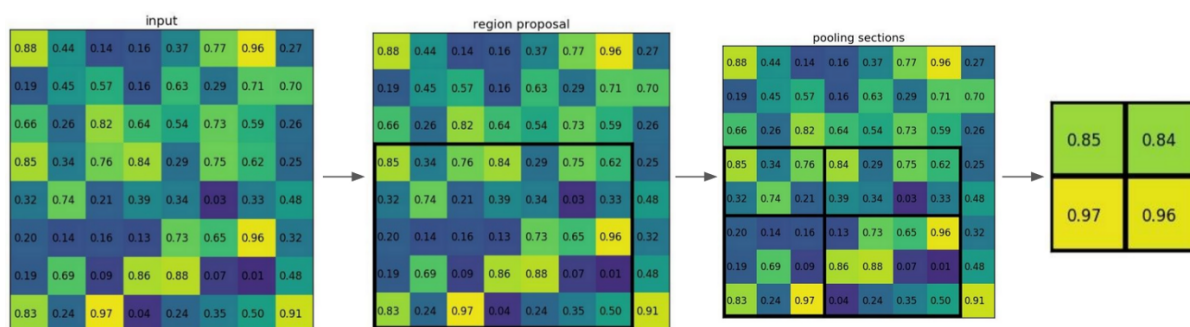 input
0.88 0.44 0.14 0.16 0.37 0.77 0.96 0.27
0.19 0.45 0.57 0.16 0.63 0.29 0.71 0.70
0.66 0.26 0.82 0.64 0.54 0.73 0.59 0.26
0.85 0.34 0.76 0.84 0.29 0.75 0.62 0.25
0.32 0.74 0.21 0.39 0.34 0.03 0.33 0.48
0.20 0.14 0.16 0.13 0.73 0.65 0.96 0.32
0.19 0.69 0.09 0.86 0.88 0.07 0.01 0.48
0.83 0.24 0.97 0.04 0.24 0.35 0.50 0.91
region proposal
0.88 0.44 0.14 0.16 0.37 0.77 0.96 0.27
0.19 0.45 0.57 0.16 0.63 0.29 0.71 0.70
0.66 0.26 0.82 0.64 0.54 0.73 0.59 0.26
0.85 0.34 0.76 0.84 0.29 0.75 0.62 0.25
0.32 0.74 0.21 0.39 0.34 0.03 0.33 0.48
0.20 0.14 0.16 0.13 0.73 0.65 0.96 0.32
0.19 0.69 0.09 0.86 0.88 0.07 0.01 0.48
0.83 0.24 0.97 0.04 0.24 0.35 0.50 0.91
pooling sections
0.88 0.44 0.14 0.16 0.37 0.77 0.96 0.27
0.19 0.45 0.57 0.16 0.63 0.29 0.71 0.70
0.66 0.26 0.82 0.64 0.54 0.73 0.59 0.26
0.85 0.34 0.76 0.84 0.29 0.75 0.62 0.25
0.32 0.74 0.21 0.39 0.34 0.03 0.33 0.48
0.20 0.14 0.16 0.13 0.73 0.65 0.96 0.32
0.19 0.69 0.09 0.86 0.88 0.07 0.01 0.48
0.83 0.24 0.97 0.04 0.24 0.35 0.50 0.91
0.85 0.84
0.97 0.96